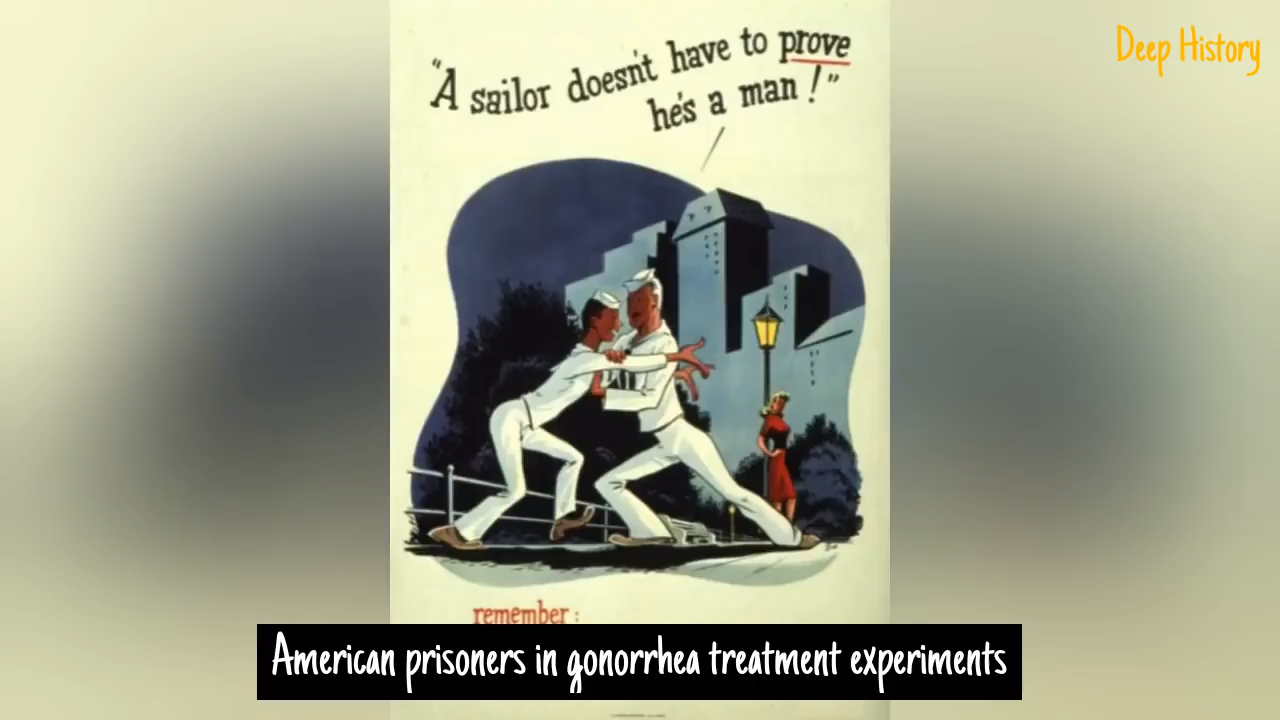 Deep History
"A sailor doesn't have to prove
he's a man!"
remember:
American prisoners in gonorrhea treatment experiments